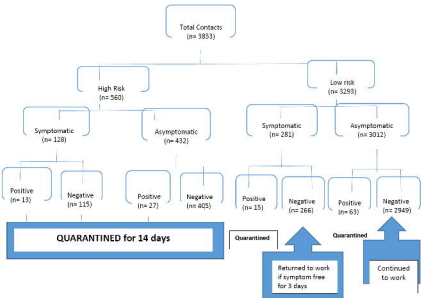 Total Contacts
(n= 3853)
High Risk
(n= 560)
Low risk
(n= 3293)
Symptomatic
(n= 128)
Asymptomatic
(n= 432)
Symptomatic
(n= 281)
Asymptomatic
(n= 3012)
Positive
(n= 13)
Negative
(n= 115)
Positive
(n= 27)
Negative
(n= 405)
Positive
(n= 15)
Negative
(n= 266)
Positive
(n= 63)
Negative
(n= 2949)
QUARANTINED for 14 days
Quarantined
Quarantined
Returned to work
if symptom free
for 3 days
Continued
to work